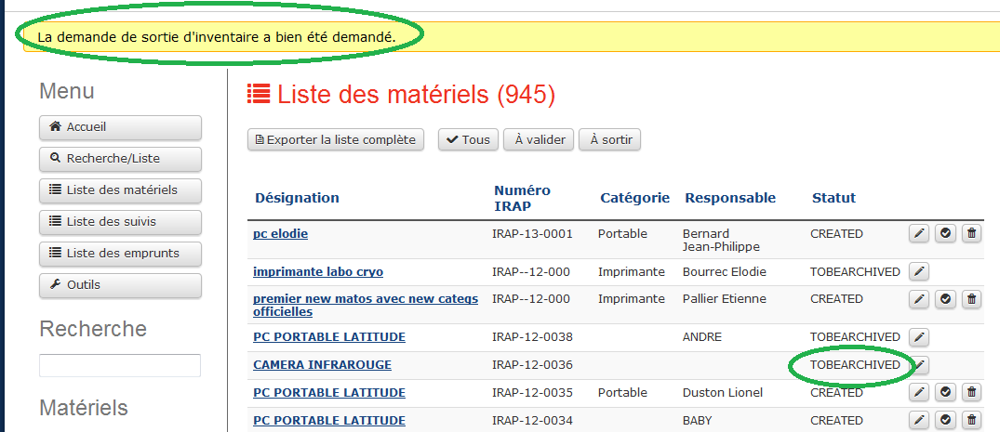 La demande de sortie d'inventaire a bien été demandé.
Menu
Accueil
Recherche/Liste
Liste des matériels
Liste des suivis
Liste des emprunts
Outils
Recherche
Matériels
Liste des matériels (945)
Exporter la liste complète Tous À valider À sortir
Désignation Numéro IRAP Catégorie Responsable Statut
pc elodie IRAP-13-0001 Portable Bernard Jean-Philippe CREATED
imprimante labo cryo IRAP--12-000 Imprimante Bourrec Elodie TOBEARCHIVED
premier new matos avec new categs officielles IRAP--12-000 Imprimante Pallier Etienne CREATED
PC PORTABLE LATITUDE IRAP-12-0038 ANDRE TOBEARCHIVED
CAMERA INFRAROUGE IRAP-12-0036 TOBEARCHIVED
PC PORTABLE LATITUDE IRAP-12-0035 Portable Duston Lionel CREATED
PC PORTABLE LATITUDE IRAP-12-0034 BABY CREATED